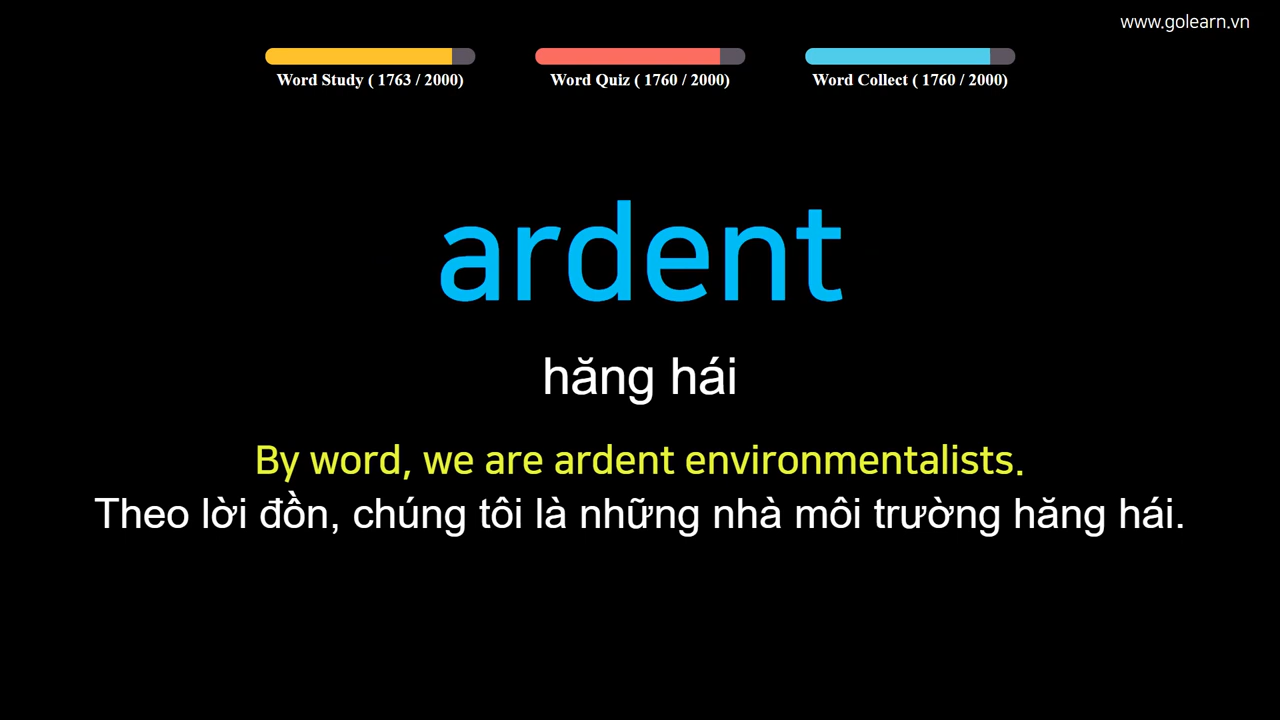 www.golearn.vn
Word Study ( 1763 / 2000)
Word Quiz ( 1760 / 2000)
Word Collect ( 1760 / 2000)
ardent
hăng hái
By word, we are ardent environmentalists.
Theo lời đồn, chúng tôi là những nhà môi trường hăng hái.